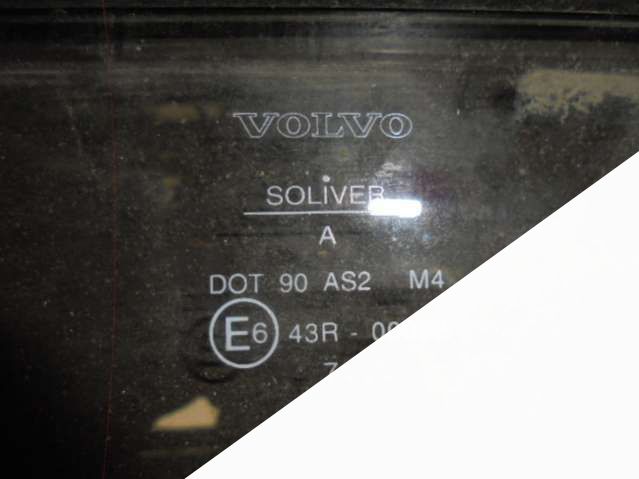 VOLVO
SOLIVER
A
DOT 90 AS2 M4
E6 43R -